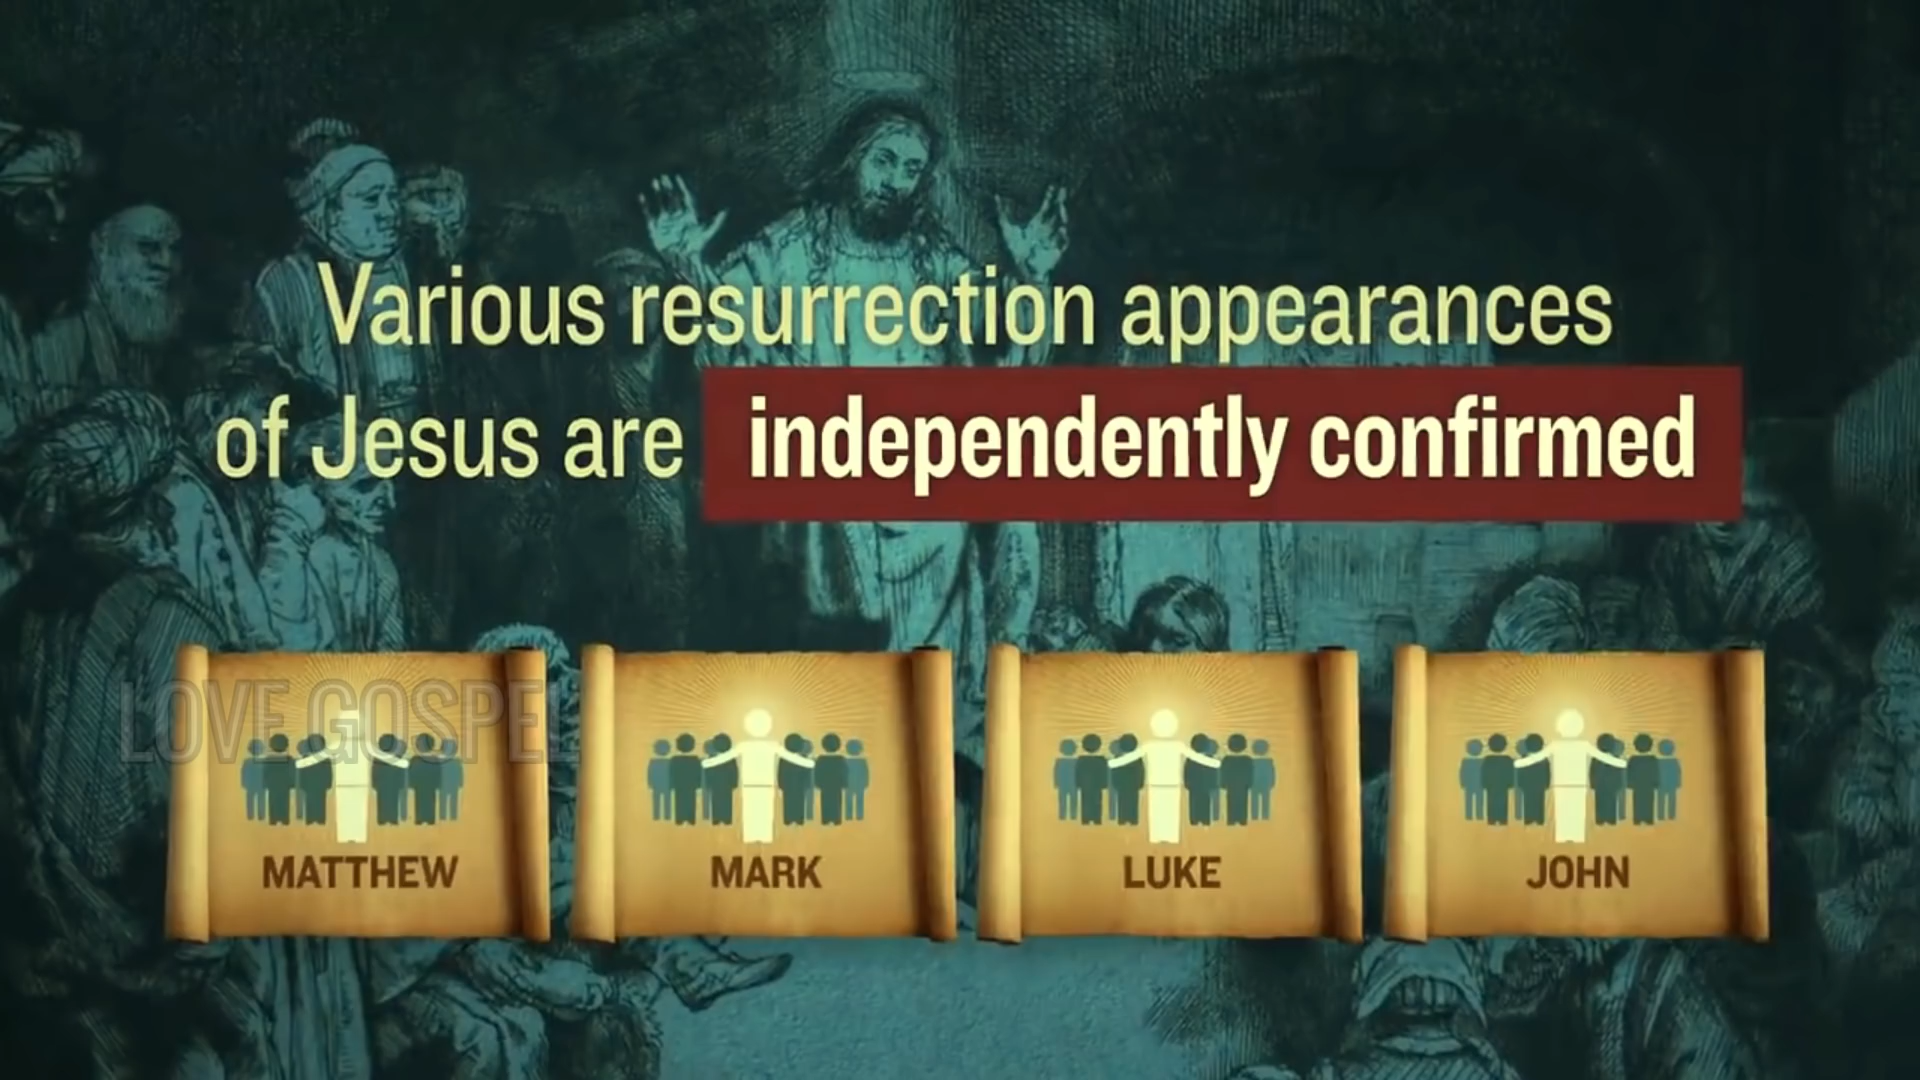 Various resurrection appearances
of Jesus are independently confirmed
LOVE GOSPEL
MATTHEW
MARK
LUKE
JOHN